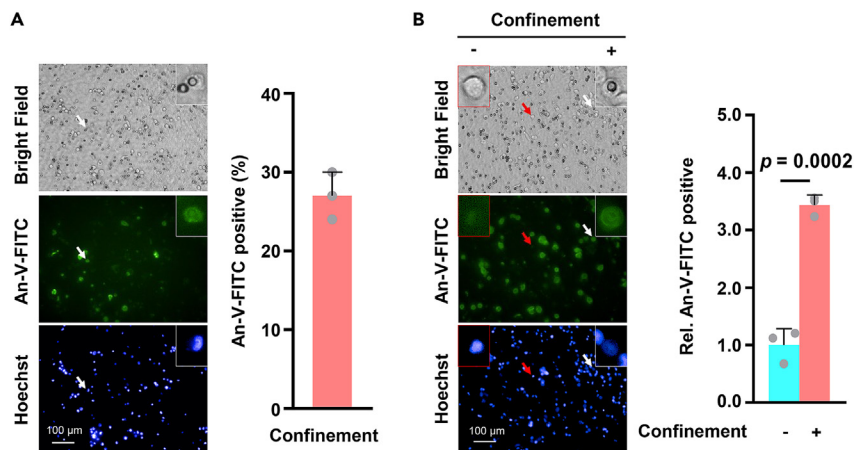 A
Bright Field
An-V-FITC
Hoechst
100 µm
An-V-FITC positive (%)
40
30
20
10
0
Confinement
B
Confinement
- +
Bright Field
An-V-FITC
Hoechst
100 µm
Rel. An-V-FITC positive
5.0
4.0
3.0
2.0
1.0
0.0
p = 0.0002
Confinement - +